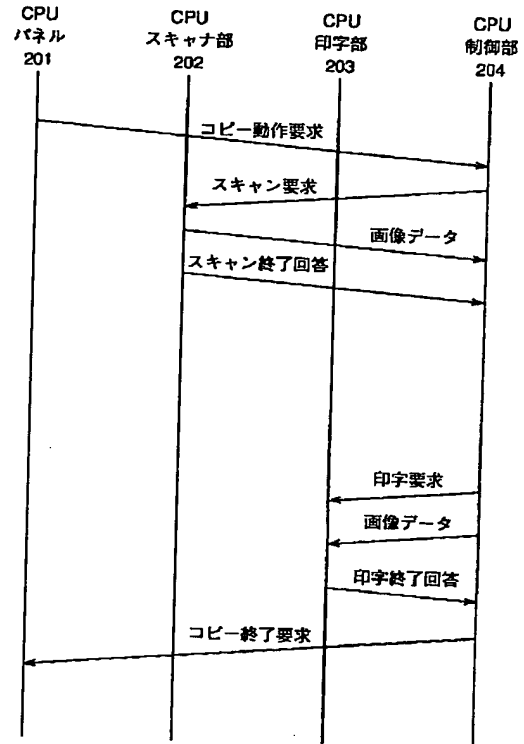 CPU
パネル
201
CPU
スキャナ部
202
CPU
印字部
203
CPU
制御部
204
コピー動作要求
スキャン要求
画像データ
スキャン終了回答
印字要求
画像データ
印字終了回答
コピー終了要求